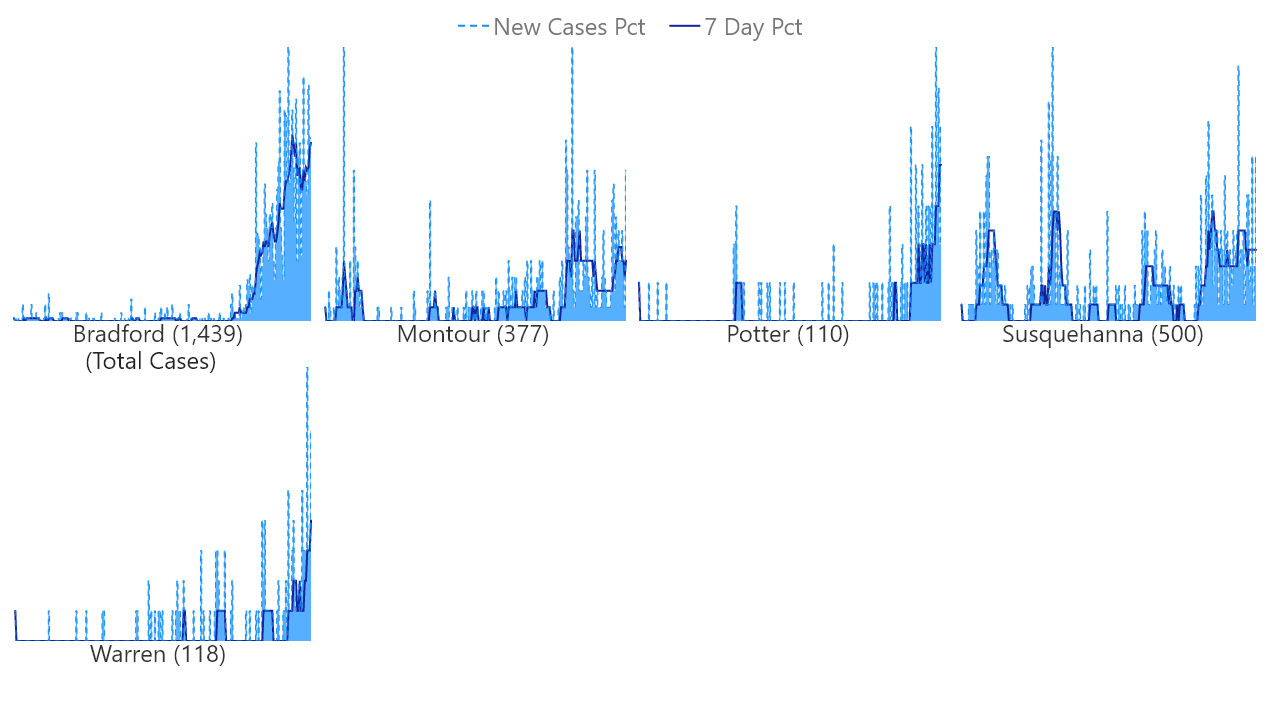 New Cases Pct 7 Day Pct
Bradford (1,439)
(Total Cases)
Montour (377)
Potter (110)
Susquehanna (500)
Warren (118)